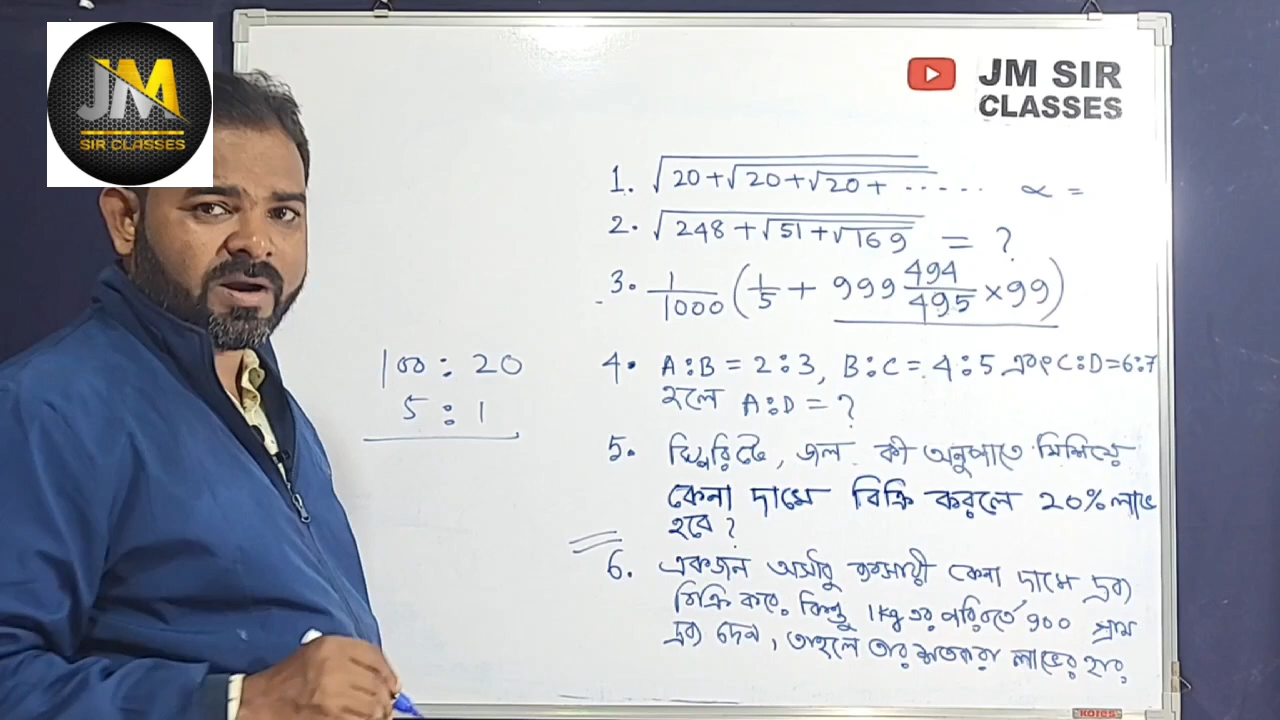 JM
SIR CLASSES
JM SIR
CLASSES
1. √20+√20+√20+ ...... ∝ =
2. √248+√51+√169 = ?
3. 1/1000 (1/5 + 999 494/495 ×99)
100 : 20
5 : 1
4. A:B = 2:3, B:C = 4:5 এবং C:D=6:7
হলে A:D = ?
5. স্পিরিটে, জল কী অনুপাতে মিশিয়ে
কেনা দামে বিক্রি করলে 20% লাভ
হবে ?
6. একজন অসাধু ব্যবসায়ী কেনা দামে দ্রব্য
বিক্রি করে, কিন্তু 1kg এর পরিবর্তে 900 গ্রাম
দ্রব্য দেন, তাহলে তার শতকরা লাভের হার
kores